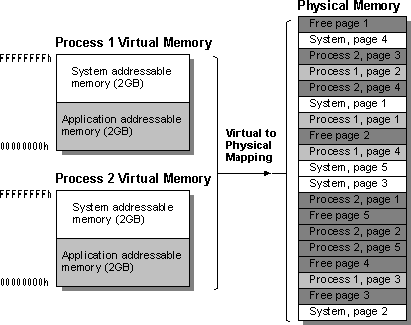 Process 1 Virtual Memory
FFFFFFFFh
System addressable
memory (2GB)
Application addressable
memory (2GB)
00000000h
Process 2 Virtual Memory
FFFFFFFFh
System addressable
memory (2GB)
Application addressable
memory (2GB)
00000000h
Virtual to
Physical
Mapping
Physical Memory
Free page 1
System, page 4
Process 2, page 3
Process 1, page 2
Process 2, page 4
System, page 1
Process 1, page 1
Free page 2
Process 1, page 4
System, page 5
System, page 3
Process 2, page 1
Free page 5
Process 2, page 2
Process 2, page 5
Free page 4
Process 1, page 3
Free page 3
System, page 2